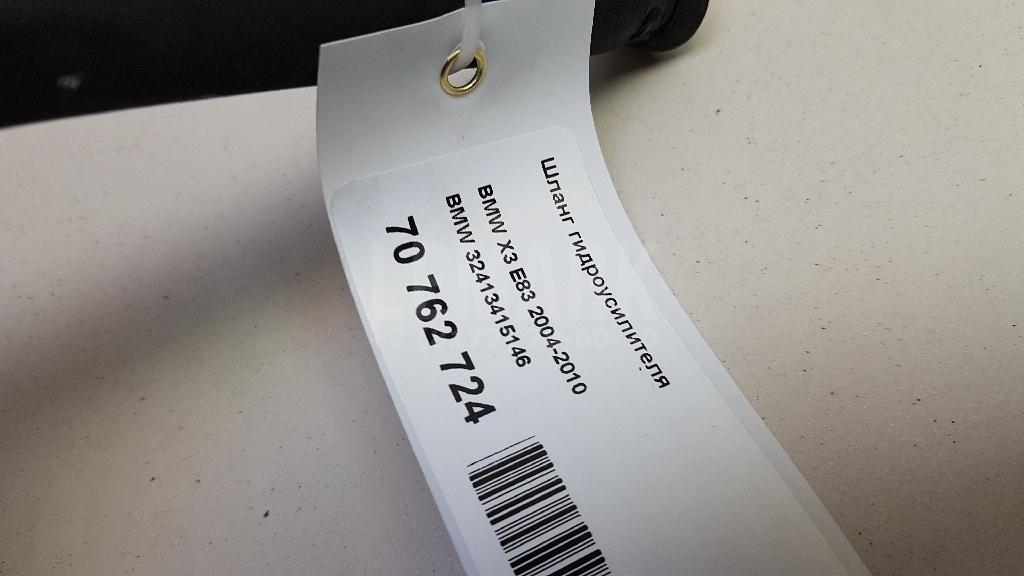 Шланг гидроусилителя
BMW X3 E83 2004-2010
BMW 32413415146
70 762 724